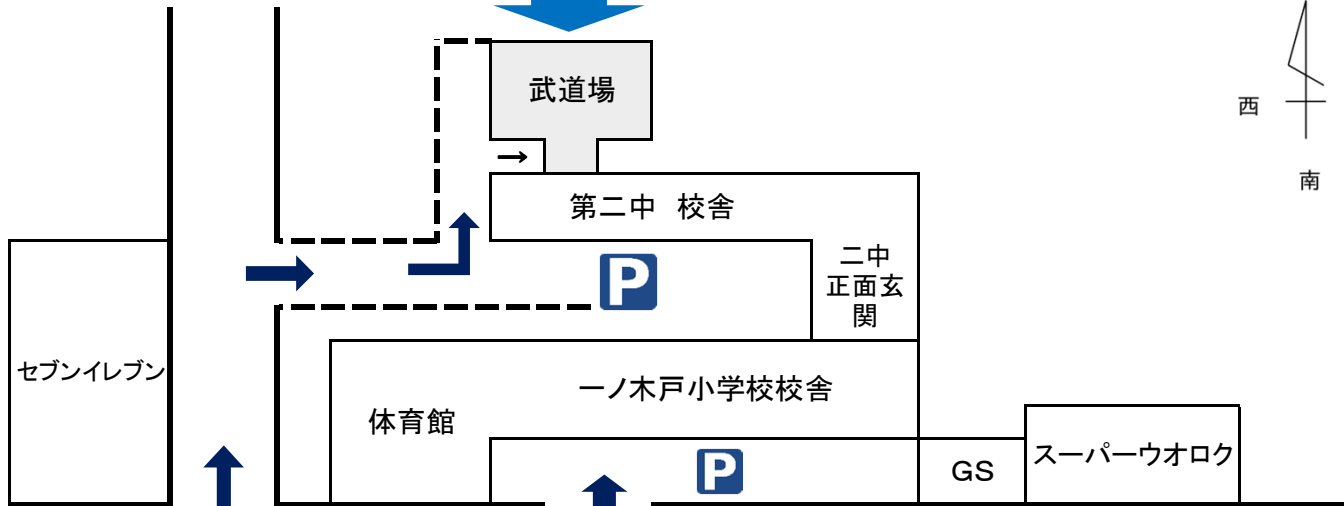 武道場
西
南
→
第二中　校舎
二中
正面玄
関
P
セブンイレブン
一ノ木戸小学校校舎
体育館
スーパーウオロク
P
GS